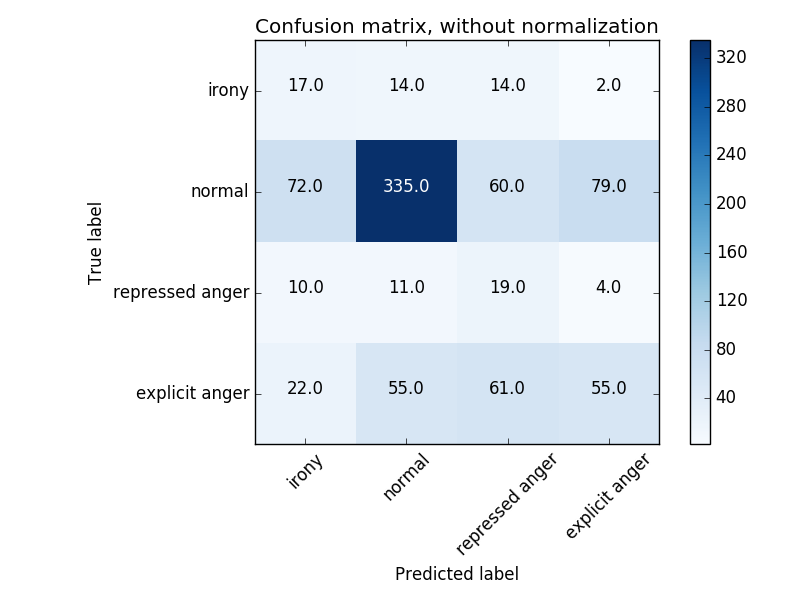 Confusion matrix, without normalization
True label
irony 17.0 14.0 14.0 2.0
normal 72.0 335.0 60.0 79.0
repressed anger 10.0 11.0 19.0 4.0
explicit anger 22.0 55.0 61.0 55.0
irony normal repressed anger explicit anger
Predicted label
320
280
240
200
160
120
80
40